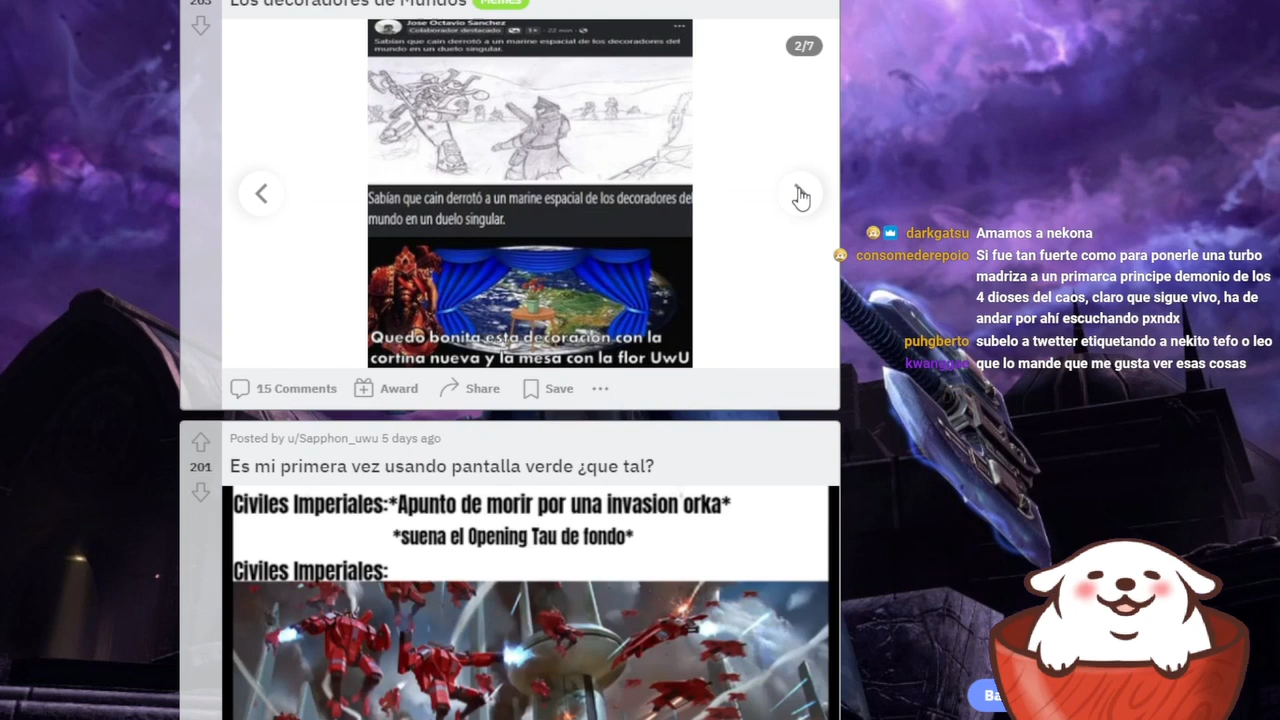 203
Los decoradores de Mundos Memes
Jose Octavio Sanchez
Colaborador destacado
22 min
Sabían que cain derrotó a un marine espacial de los decoradores del
mundo en un duelo singular.
2/7
Sabían que cain derrotó a un marine espacial de los decoradores del
mundo en un duelo singular.
Quedo bonita esta decoracion con la
cortina nueva y la mesa con la flor UwU
15 Comments Award Share Save
Posted by u/Sapphon_uwu 5 days ago
201
Es mi primera vez usando pantalla verde ¿que tal?
Civiles Imperiales:*Apunto de morir por una invasion orka*
*suena el Opening Tau de fondo*
Civiles Imperiales:
darkgatsu Amamos a nekona
consomederepoio Si fue tan fuerte como para ponerle una turbo
madriza a un primarca principe demonio de los
4 dioses del caos, claro que sigue vivo, ha de
andar por ahí escuchando pxndx
puhgberto subelo a twetter etiquetando a nekito tefo o leo
que lo mande que me gusta ver esas cosas
Ba